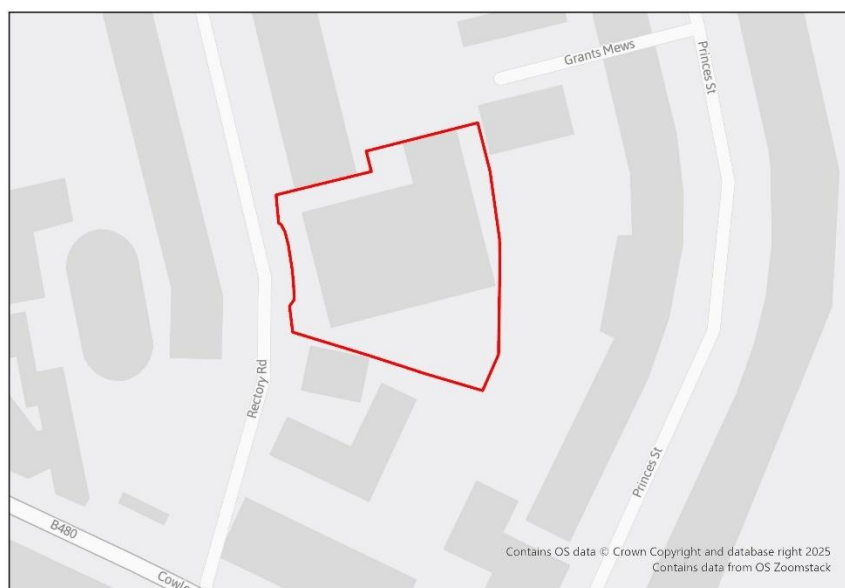 Grants Mews
Princes St
Rectory Rd
Princes St
B480
Cowle
Contains OS data © Crown Copyright and database right 2025
Contains data from OS Zoomstack